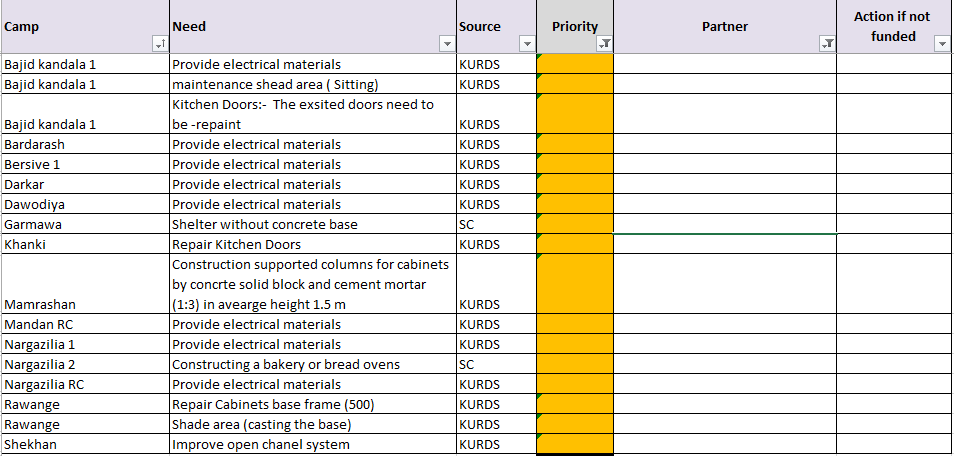 Camp Need Source Priority Partner Action if not
funded
Bajid kandala 1 Provide electrical materials KURDS
Bajid kandala 1 maintenance shead area ( Sitting) KURDS
Kitchen Doors:-  The exsited doors need to
Bajid kandala 1 be -repaint KURDS
Bardarash Provide electrical materials KURDS
Bersive 1 Provide electrical materials KURDS
Darkar Provide electrical materials KURDS
Dawodiya Provide electrical materials KURDS
Garmawa Shelter without concrete base SC
Khanki Repair Kitchen Doors KURDS
Construction supported columns for cabinets
by concrte solid block and cement mortar
Mamrashan (1:3) in avearge height 1.5 m KURDS
Mandan RC Provide electrical materials KURDS
Nargazilia 1 Provide electrical materials KURDS
Nargazilia 2 Constructing a bakery or bread ovens SC
Nargazilia RC Provide electrical materials KURDS
Rawange Repair Cabinets base frame (500) KURDS
Rawange Shade area (casting the base) KURDS
Shekhan Improve open chanel system KURDS